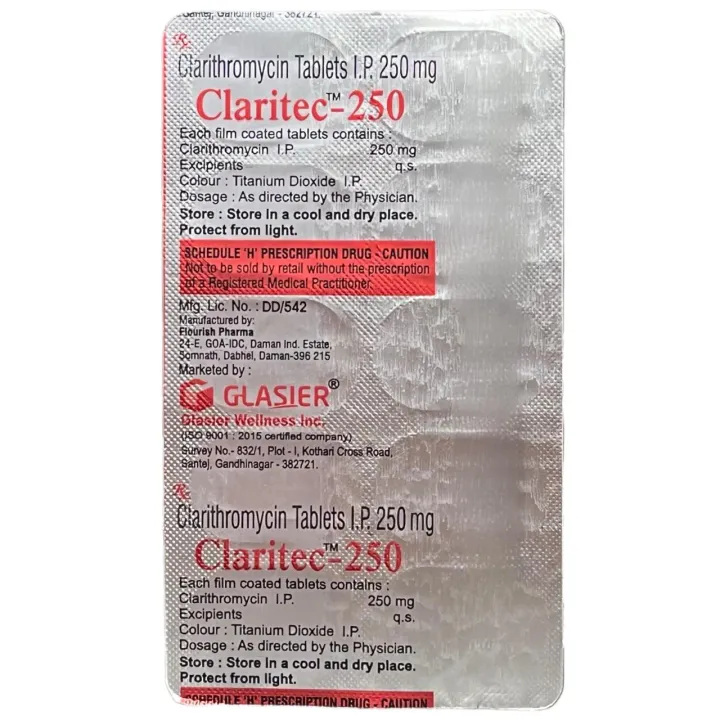 Santej, Gandhinagar - 382721.
Rx
Clarithromycin Tablets I.P. 250 mg
Claritec™-250
Each film coated tablets contains :
Clarithromycin I.P. 250 mg
Excipients q.s.
Colour : Titanium Dioxide I.P.
Dosage : As directed by the Physician.
Store : Store in a cool and dry place.
Protect from light.
SCHEDULE 'H' PRESCRIPTION DRUG - CAUTION
Not to be sold by retail without the prescription
of a Registered Medical Practitioner.
Mfg. Lic. No. : DD/542
Manufactured by:
Flourish Pharma
24-E, GOA-IDC, Daman Ind. Estate,
Somnath, Dabhel, Daman-396 215
Marketed by :
GLASIER®
Glasier Wellness Inc.
(ISO 9001 : 2015 certified company)
Survey No.- 832/1, Plot - I, Kothari Cross Road,
Santej, Gandhinagar - 382721.
Rx
Clarithromycin Tablets I.P. 250 mg
Claritec™-250
Each film coated tablets contains :
Clarithromycin I.P. 250 mg
Excipients q.s.
Colour : Titanium Dioxide I.P.
Dosage : As directed by the Physician.
Store : Store in a cool and dry place.
Protect from light.
SCHEDULE 'H' PRESCRIPTION DRUG - CAUTION